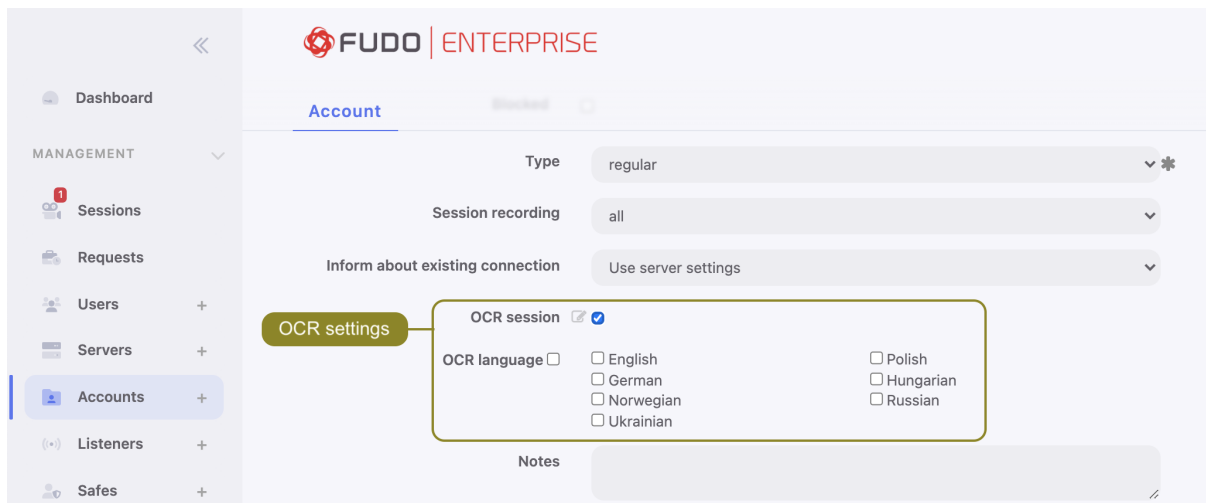 FUDO | ENTERPRISE
Dashboard
Blocked
Account
MANAGEMENT
Type
regular
1
Sessions
Session recording
all
Requests
Inform about existing connection
Use server settings
Users
OCR settings
OCR session
Servers
OCR language
English
Polish
German
Hungarian
Norwegian
Russian
Ukrainian
Accounts
Listeners
Notes
Safes